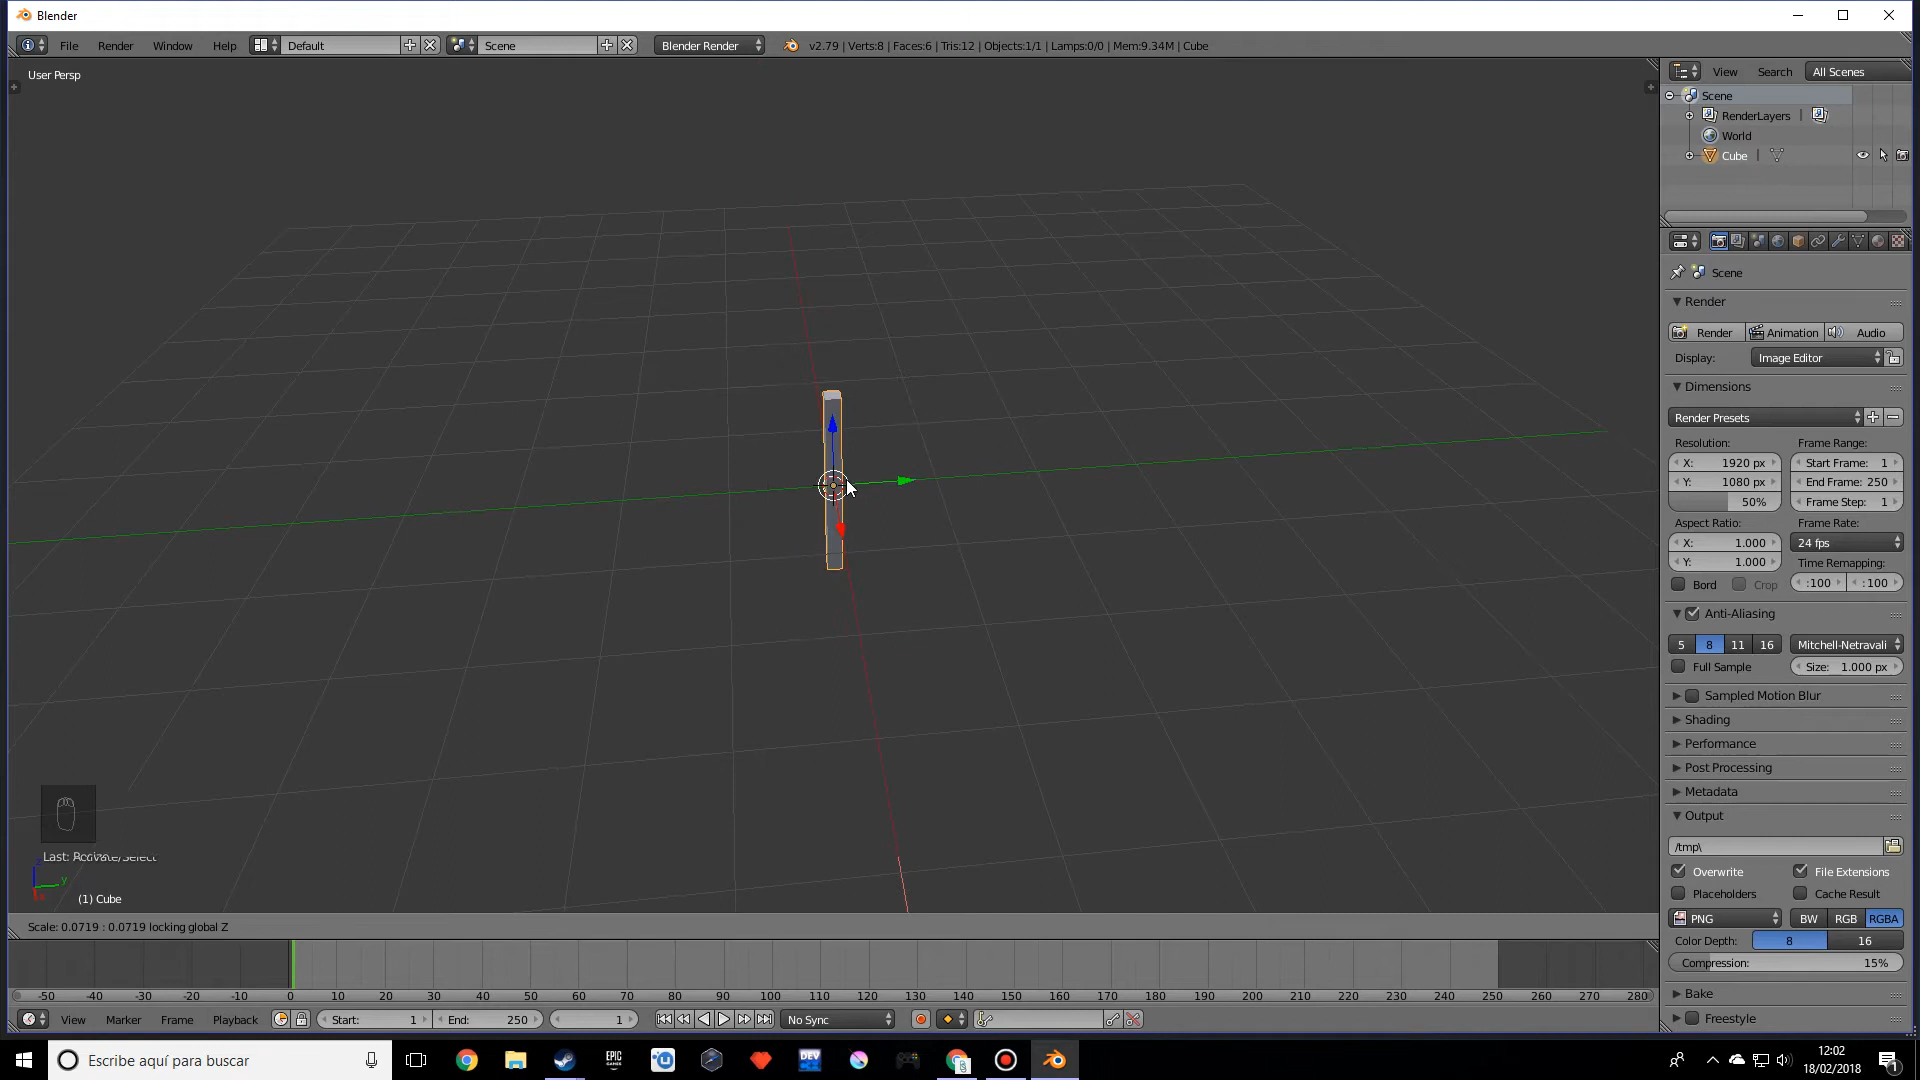 Blender
File Render Window Help Default Scene Blender Render v2.79 | Verts:8 | Faces:6 | Tris:12 | Objects:1/1 | Lamps:0/0 | Mem:9.34M | Cube
User Persp
View Search All Scenes
Scene
RenderLayers |
World
Cube |
Scene
Render
Render Animation Audio
Display: Image Editor
Dimensions
Render Presets
Resolution: Frame Range:
X: 1920 px Start Frame: 1
Y: 1080 px End Frame: 250
50% Frame Step: 1
Aspect Ratio: Frame Rate:
X: 1.000 24 fps
Y: 1.000 Time Remapping:
Bord Crop :100 :100
Anti-Aliasing
5 8 11 16 Mitchell-Netravali
Full Sample Size: 1.000 px
Sampled Motion Blur
Shading
Performance
Post Processing
Metadata
Output
/tmp\
Overwrite File Extensions
Placeholders Cache Result
PNG BW RGB RGBA
Color Depth: 8 16
Compression: 15%
Bake
Freestyle
Last: Activate/Select
z y
(1) Cube
Scale: 0.0719 : 0.0719 locking global Z
-50 -40 -30 -20 -10 0 10 20 30 40 50 60 70 80 90 100 110 120 130 140 150 160 170 180 190 200 210 220 230 240 250 260 270 280
View Marker Frame Playback Start: 1 End: 250 1 No Sync
Escribe aquí para buscar EPIC GAMES DEV 12:02
18/02/2018 1